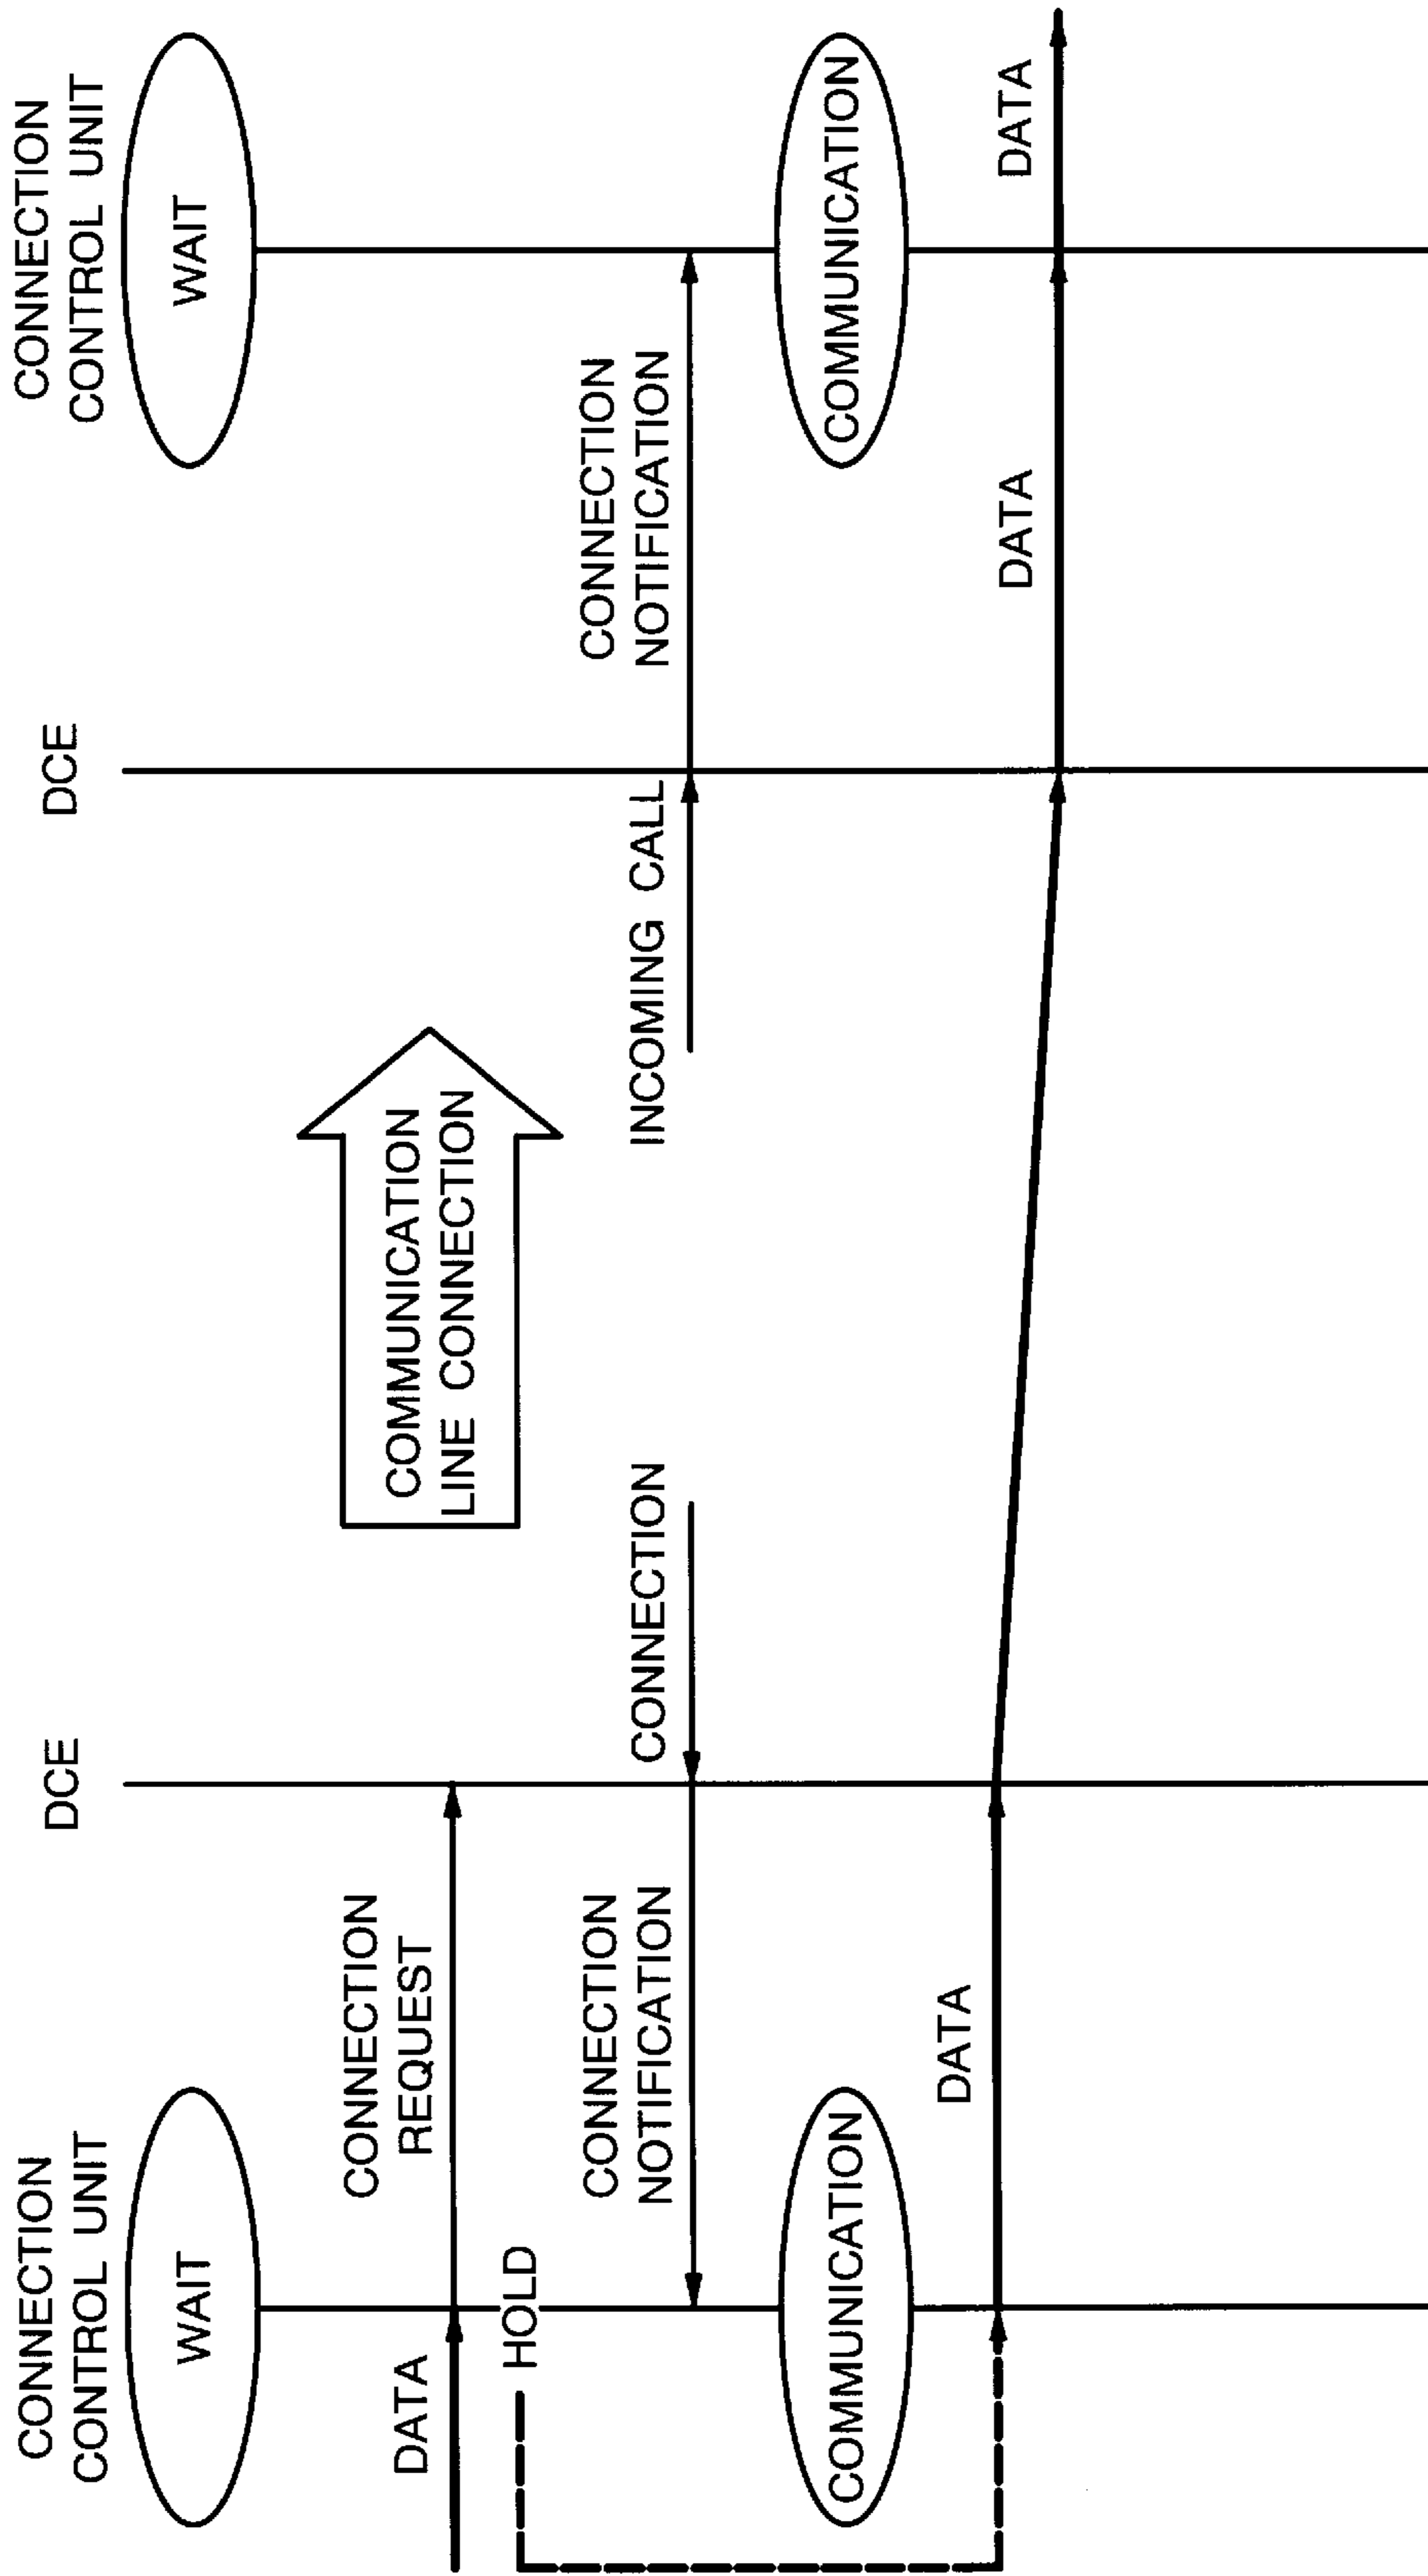 CONNECTION
CONTROL UNIT
DCE
DCE
CONNECTION
CONTROL UNIT
WAIT
WAIT
DATA
CONNECTION
REQUEST
COMMUNICATION
LINE CONNECTION
HOLD
CONNECTION
NOTIFICATION
CONNECTION
INCOMING CALL
CONNECTION
NOTIFICATION
COMMUNICATION
COMMUNICATION
DATA
DATA
DATA